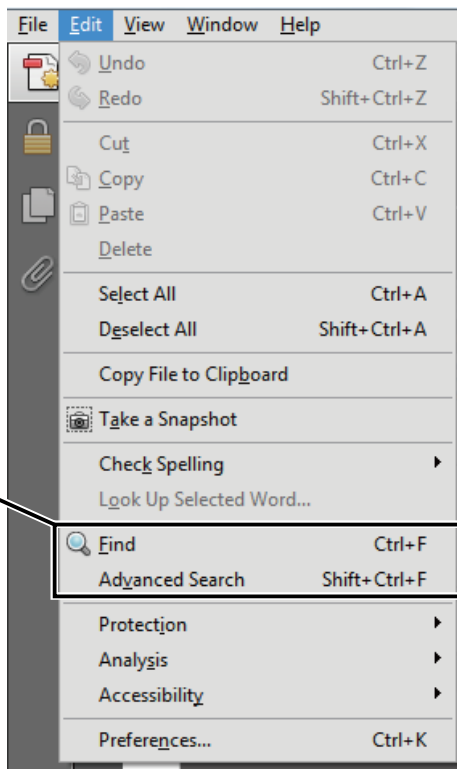 File Edit View Window Help
Undo Ctrl+Z
Redo Shift+Ctrl+Z
Cut Ctrl+X
Copy Ctrl+C
Paste Ctrl+V
Delete
Select All Ctrl+A
Deselect All Shift+Ctrl+A
Copy File to Clipboard
Take a Snapshot
Check Spelling
Look Up Selected Word...
Find Ctrl+F
Advanced Search Shift+Ctrl+F
Protection
Analysis
Accessibility
Preferences... Ctrl+K